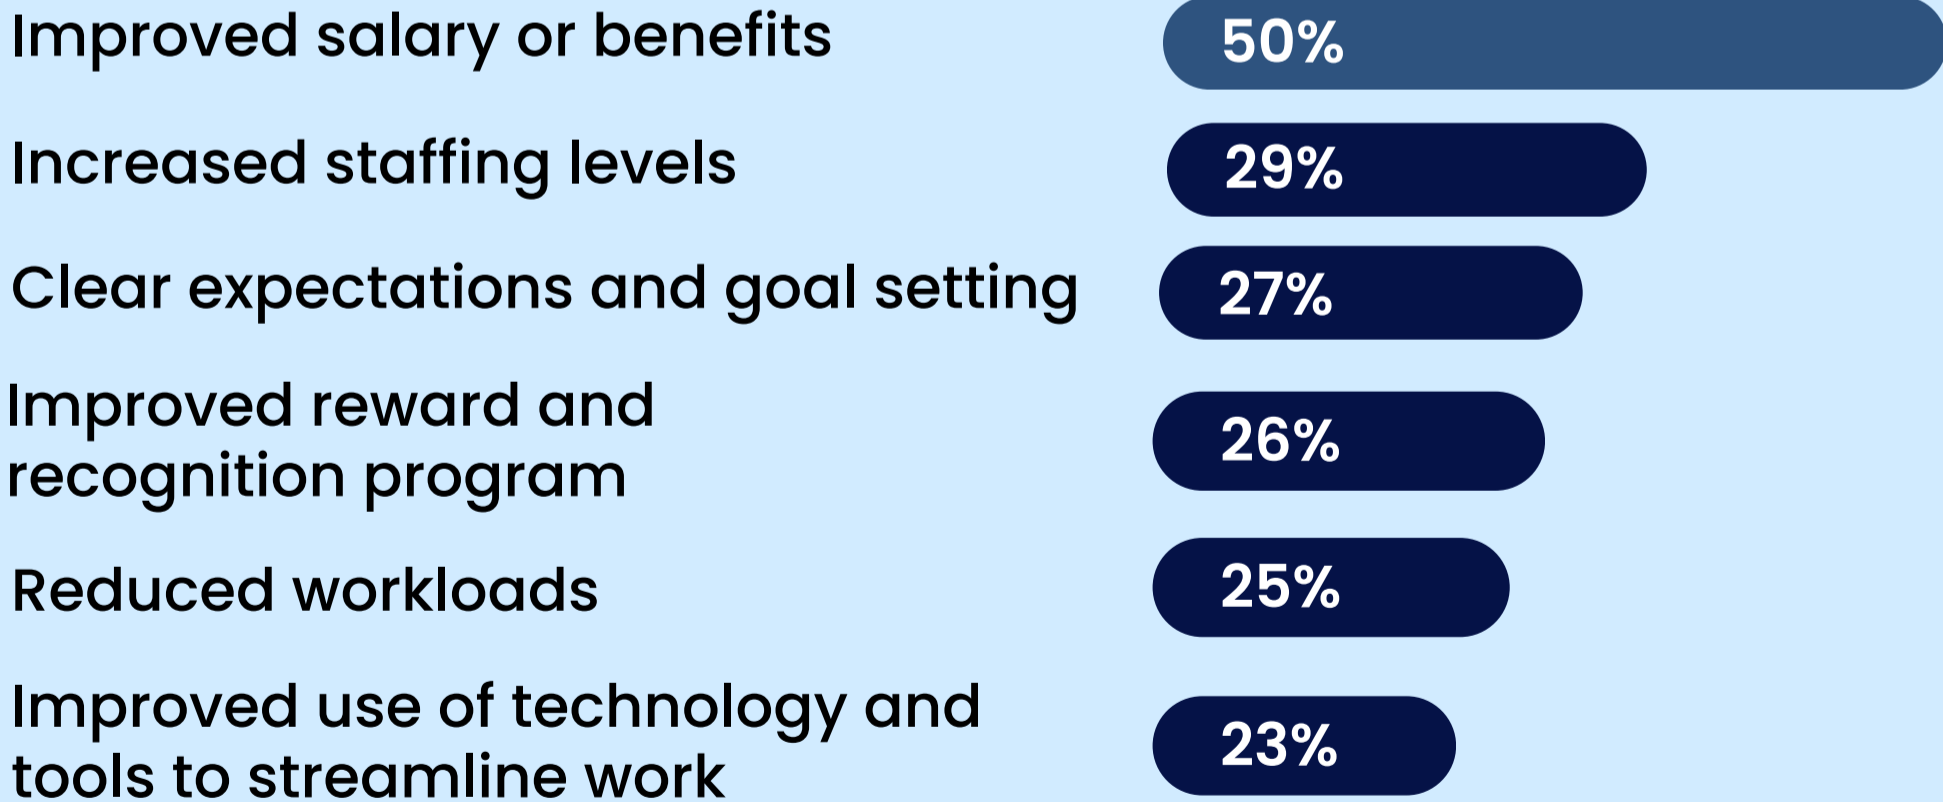 Improved salary or benefits
50%
Increased staffing levels
29%
Clear expectations and goal setting
27%
Improved reward and
recognition program
26%
Reduced workloads
25%
Improved use of technology and
tools to streamline work
23%